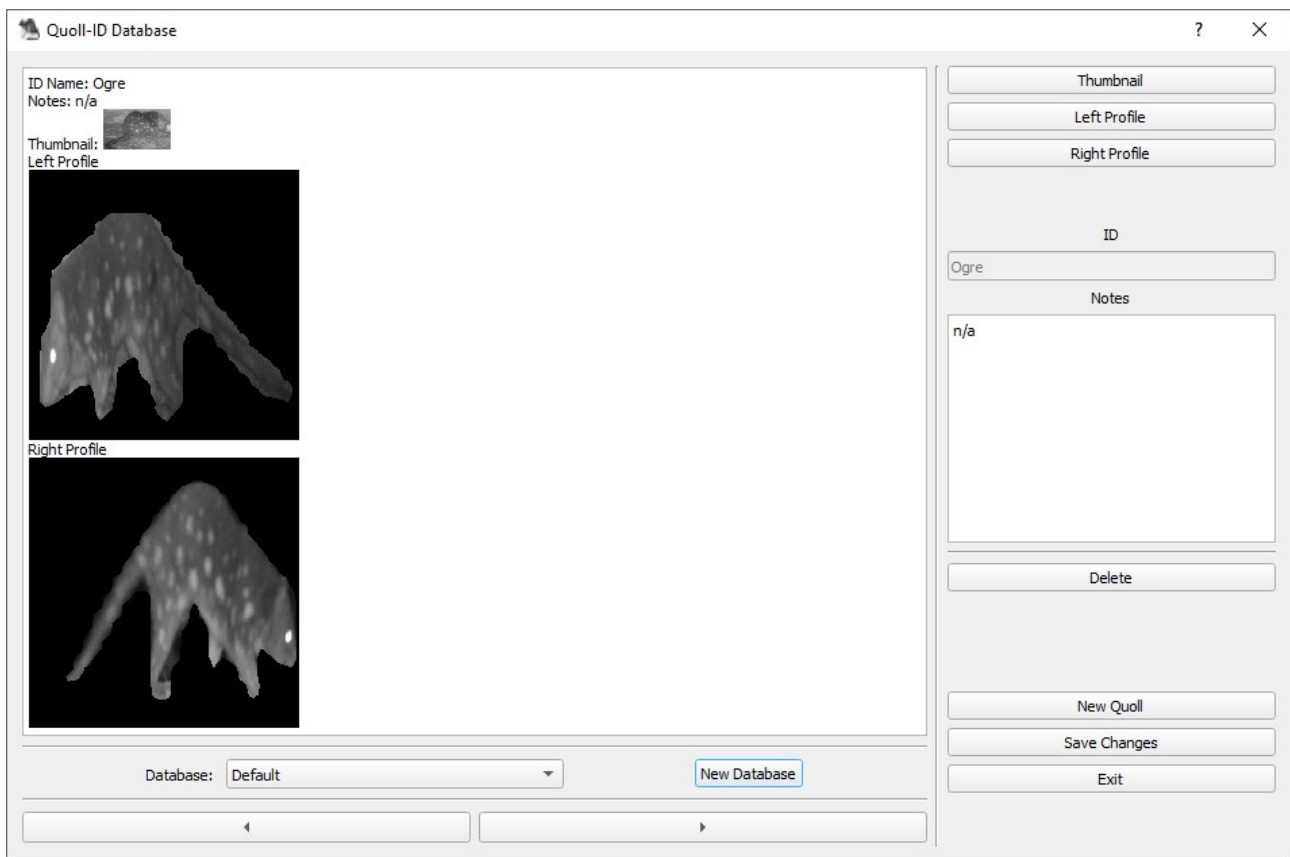 Quoll-ID Database
?
ID Name: Ogre
Notes: n/a
Thumbnail:
Left Profile
Right Profile
Database:
Default
New Database
Thumbnail
Left Profile
Right Profile
ID
Ogre
Notes
n/a
Delete
New Quoll
Save Changes
Exit